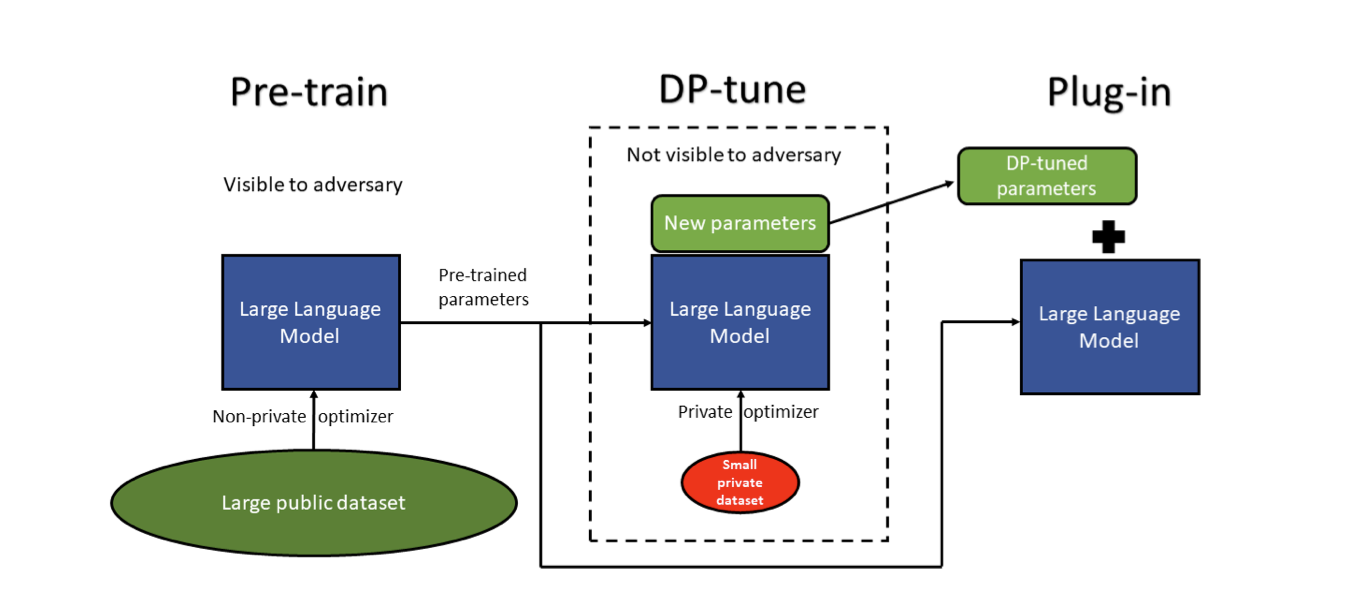 Pre-train
DP-tune
Plug-in
Visible to adversary
Not visible to adversary
DP-tuned
parameters
New parameters
Pre-trained
parameters
Large Language
Model
Large Language
Model
Large Language
Model
Non-private optimizer
Private optimizer
Large public dataset
Small
private
dataset